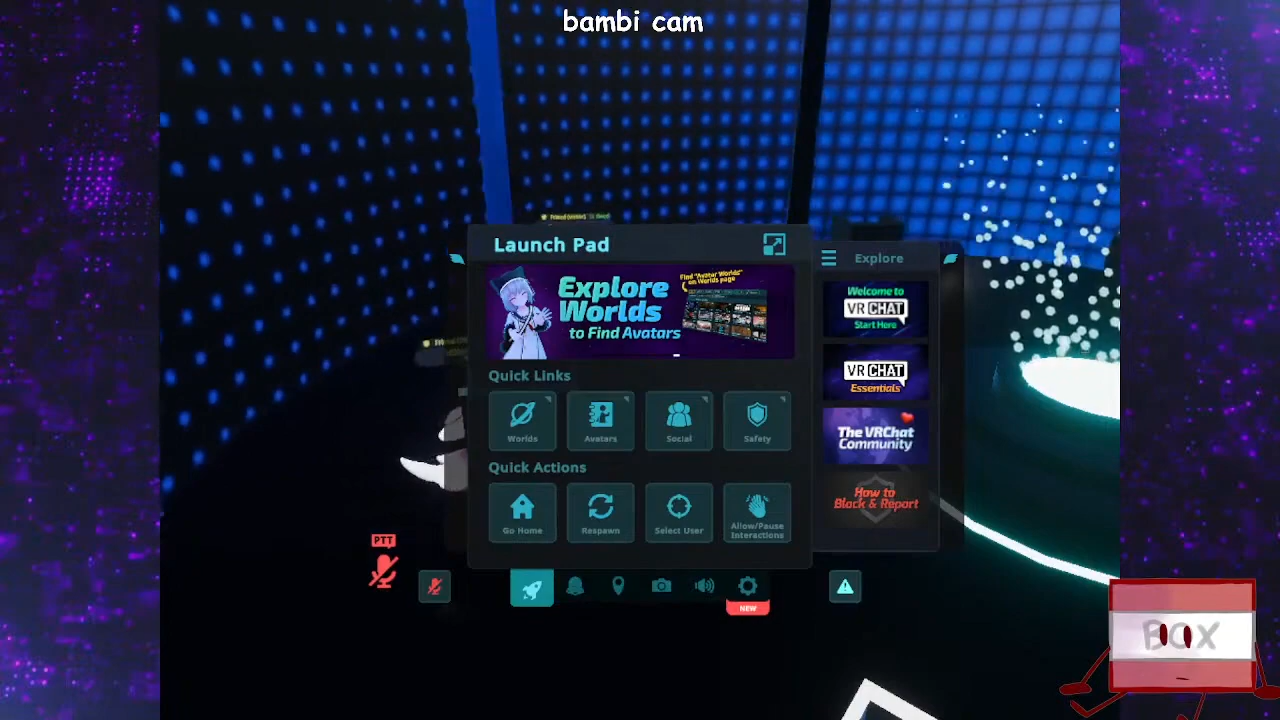 bambi cam
Launch Pad
Explore
Worlds
to Find Avatars
Find "Avatar Worlds"
on Worlds page
Quick Links
Worlds
Avatars
Social
Safety
Quick Actions
Go Home
Respawn
Select User
Allow/Pause
Interactions
Explore
Welcome to
VRCHAT
Start Here
VRCHAT
Essentials
The VRChat
Community
How to
Block & Report
PTT
NEW
BOX